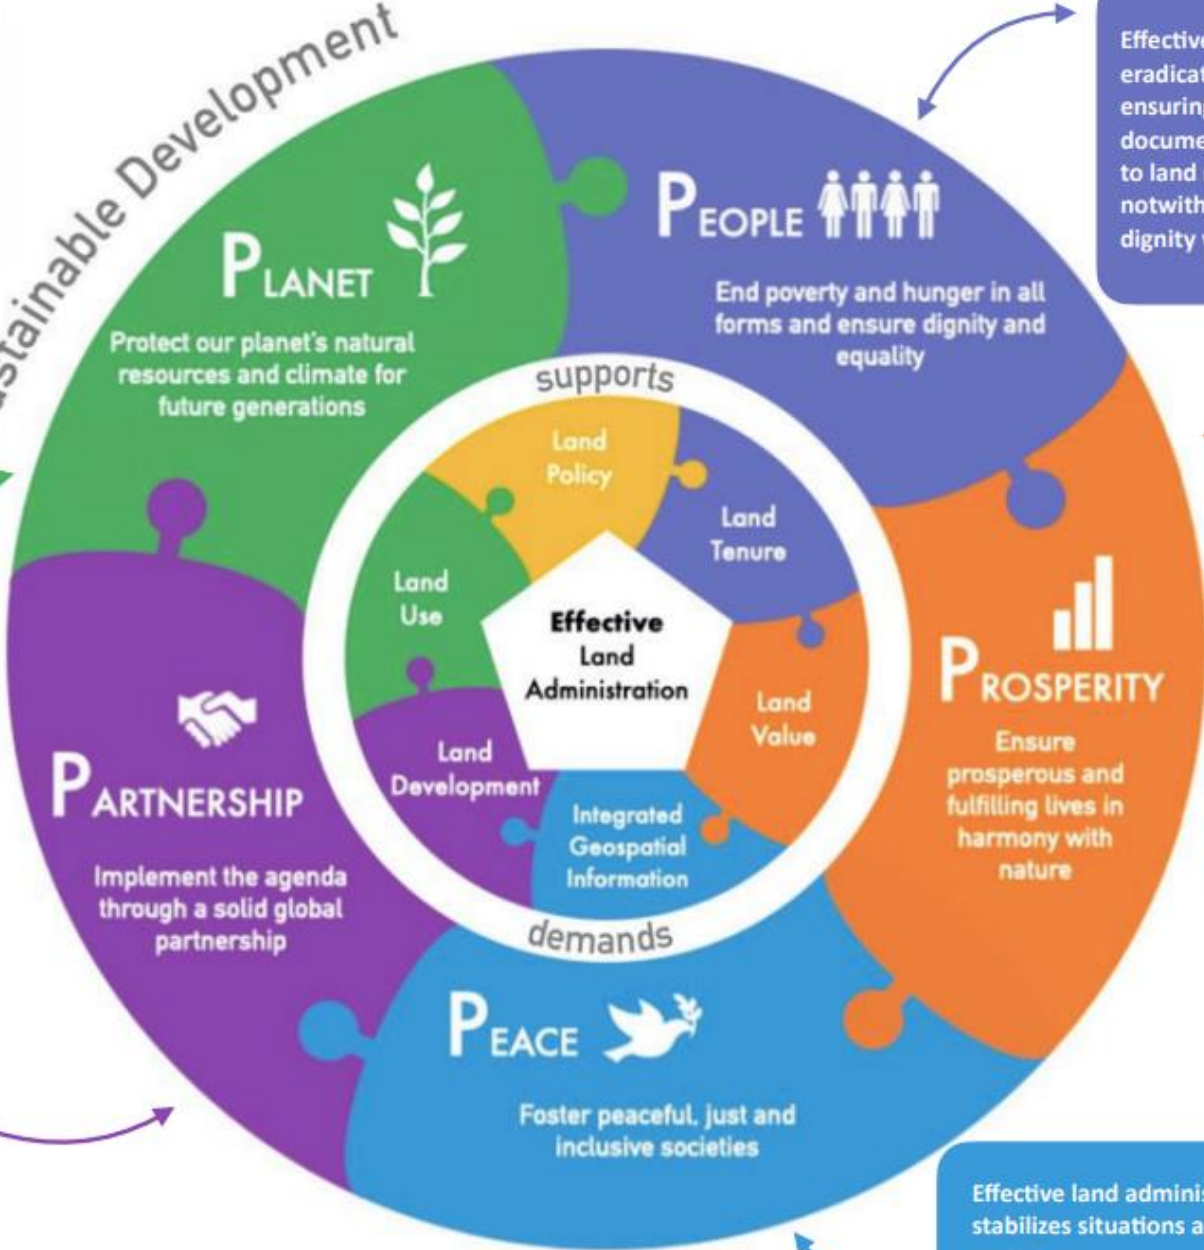 Sustainable Development
PLANET
Protect our planet's natural
resources and climate for
future generations
PEOPLE
End poverty and hunger in all
forms and ensure dignity and
equality
PROSPERITY
Ensure
prosperous and
fulfilling lives in
harmony with
nature
PEACE
Foster peaceful, just and
inclusive societies
PARTNERSHIP
Implement the agenda
through a solid global
partnership
supports
Land
Policy
Land
Tenure
Land
Value
Integrated
Geospatial
Information
Land
Development
Land
Use
Effective
Land
Administration
demands
Effective
ensuring
to land
dignity
Effective land
stabilizes situations